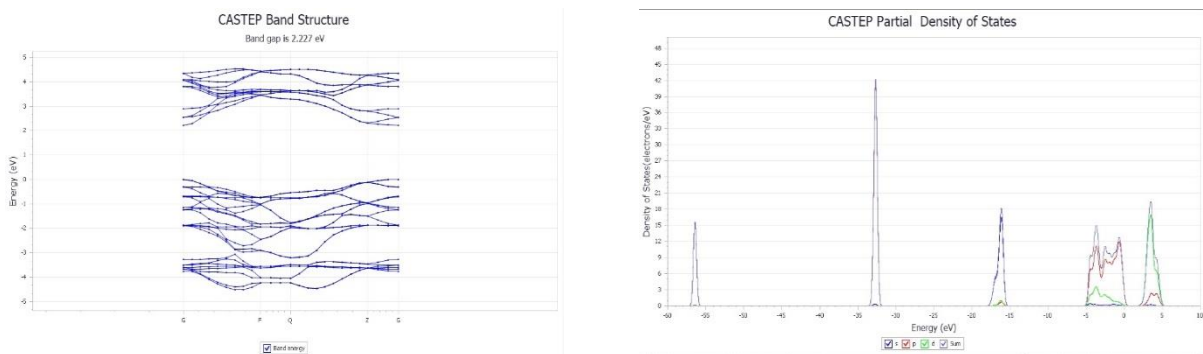 CASTEP Band Structure
Band gap is 2.227 eV
Energy (eV)
5
4
3
2
1
0
-1
-2
-3
-4
-5
G F Q Z G
Band energy
CASTEP Partial Density of States
Density of States(electrons/eV)
48
45
42
39
36
33
30
27
24
21
18
15
12
9
6
3
0
-60 -55 -50 -45 -40 -35 -30 -25 -20 -15 -10 -5 0 5 10
Energy (eV)
s p d Sum